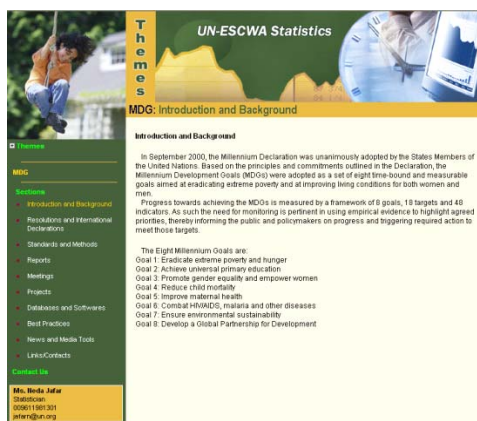 Themes
UN-ESCWA Statistics
MDG: Introduction and Background
Themes
MDG
Sections
Introduction and Background
Resolutions and International
Declarations
Standards and Methods
Reports
Meetings
Projects
Databases and Softwares
Best Practices
News and Media Tools
Links/Contacts
Contact Us
Ms. Neda Jafar
Statistician
009611981301
jafarn@un.org
Introduction and Background
In September 2000, the Millennium Declaration was unanimously adopted by the States Members of
the United Nations. Based on the principles and commitments outlined in the Declaration, the
Millennium Development Goals (MDGs) were adopted as a set of eight time-bound and measurable
goals aimed at eradicating extreme poverty and at improving living conditions for both women and
men.
Progress towards achieving the MDGs is measured by a framework of 8 goals, 18 targets and 48
indicators. As such the need for monitoring is pertinent in using empirical evidence to highlight agreed
priorities, thereby informing the public and policymakers on progress and triggering required action to
meet those targets.
The Eight Millennium Goals are:
Goal 1: Eradicate extreme poverty and hunger
Goal 2: Achieve universal primary education
Goal 3: Promote gender equality and empower women
Goal 4: Reduce child mortality
Goal 5: Improve maternal health
Goal 6: Combat HIV/AIDS, malaria and other diseases
Goal 7: Ensure environmental sustainability
Goal 8: Develop a Global Partnership for Development